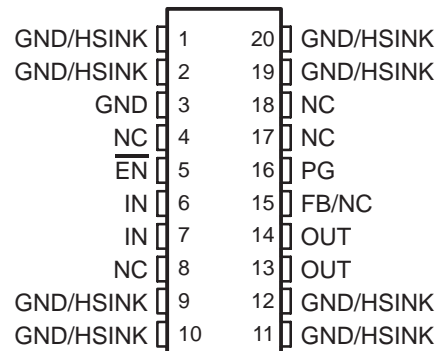 GND/HSINK 1 20 GND/HSINK
GND/HSINK 2 19 GND/HSINK
GND 3 18 NC
NC 4 17 NC
E̅N̅ 5 16 PG
IN 6 15 FB/NC
IN 7 14 OUT
NC 8 13 OUT
GND/HSINK 9 12 GND/HSINK
GND/HSINK 10 11 GND/HSINK